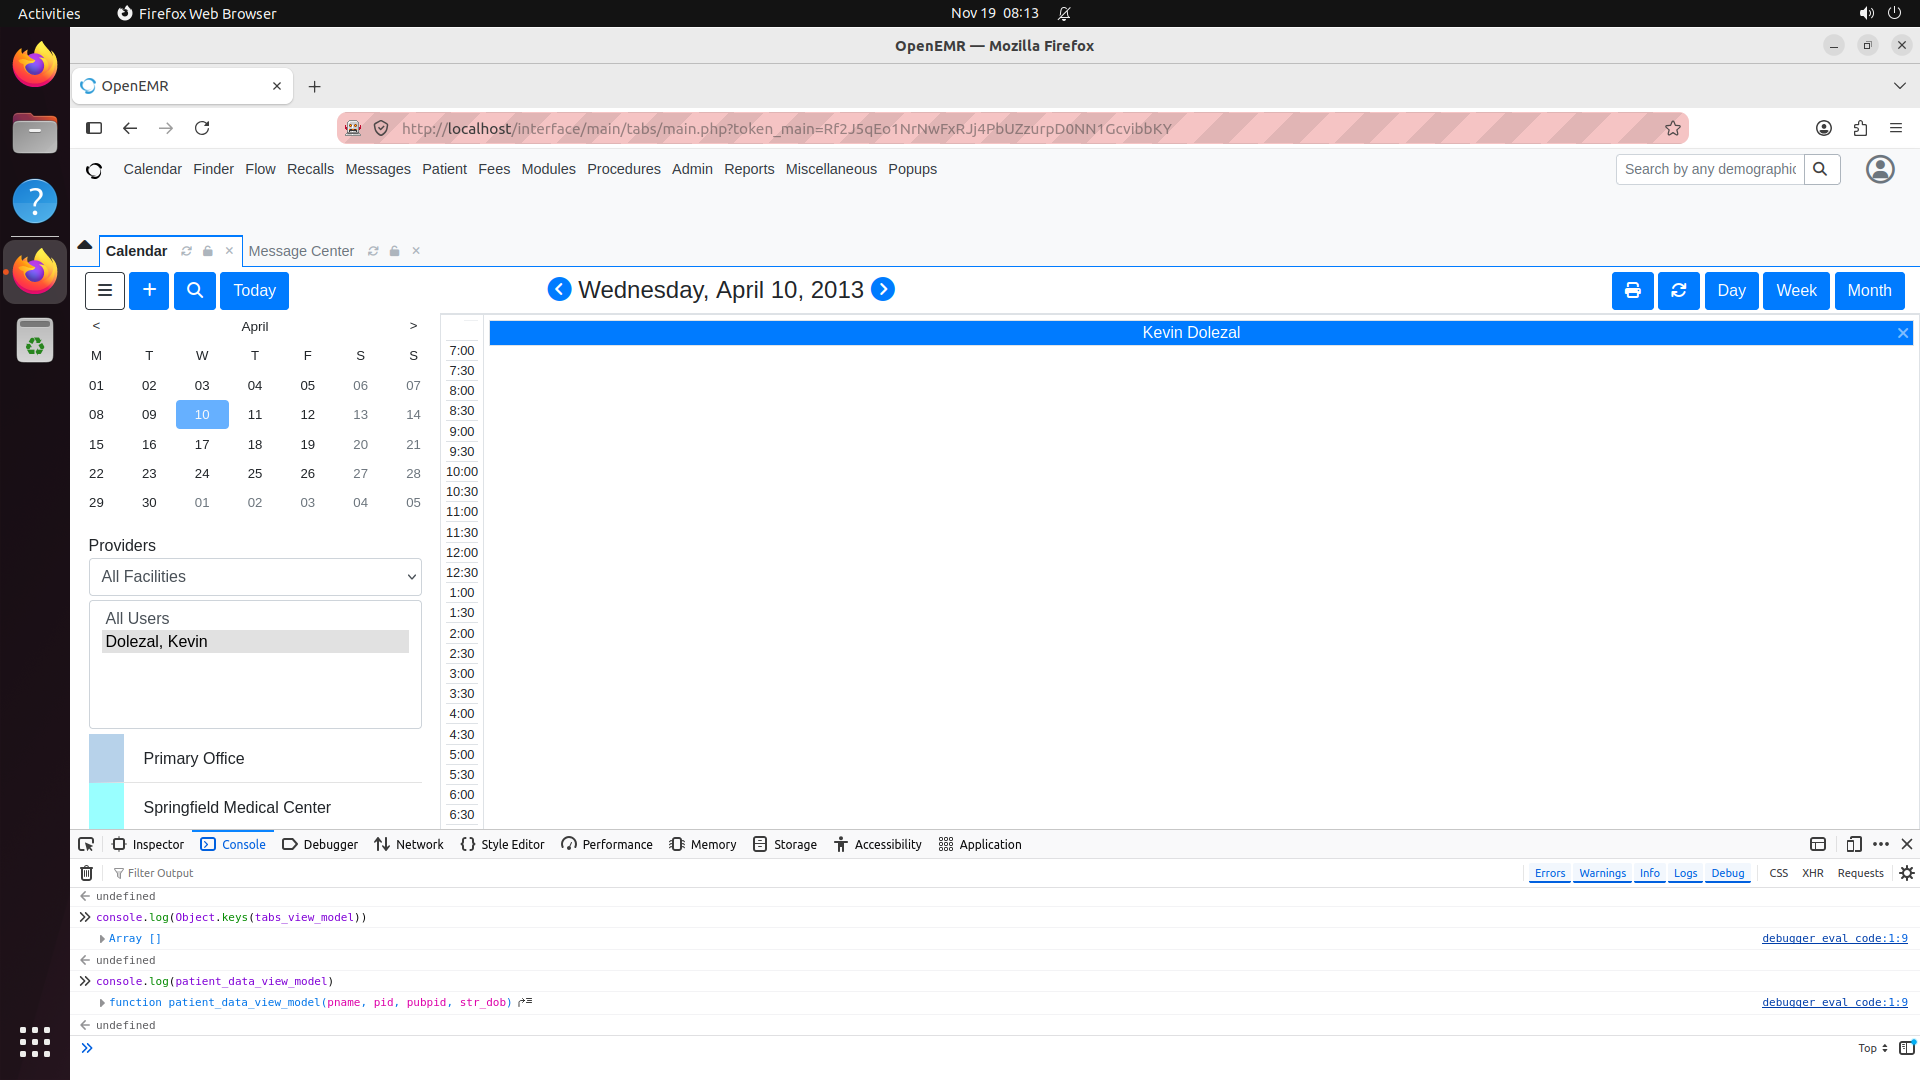 Activities
Firefox Web Browser
Nov 19 08:13
OpenEMR — Mozilla Firefox
OpenEMR
http://localhost/interface/main/tabs/main.php?token_main=Rf2J5qEo1NrNwFxRJj4PbUZzurpD0NN1GcvibbKY
Calendar Finder Flow Recalls Messages Patient Fees Modules Procedures Admin Reports Miscellaneous Popups
Search by any demographic
Calendar
Message Center
Today
Wednesday, April 10, 2013
Day Week Month
< April >
M T W T F S S
01 02 03 04 05 06 07
08 09 10 11 12 13 14
15 16 17 18 19 20 21
22 23 24 25 26 27 28
29 30 01 02 03 04 05
Providers
All Facilities
All Users
Dolezal, Kevin
Primary Office
Springfield Medical Center
Kevin Dolezal
7:00
7:30
8:00
8:30
9:00
9:30
10:00
10:30
11:00
11:30
12:00
12:30
1:00
1:30
2:00
2:30
3:00
3:30
4:00
4:30
5:00
5:30
6:00
6:30
Inspector Console Debugger Network Style Editor Performance Memory Storage Accessibility Application
Filter Output
Errors Warnings Info Logs Debug CSS XHR Requests
undefined
console.log(Object.keys(tabs_view_model))
Array []
debugger eval code:1:9
undefined
console.log(patient_data_view_model)
function patient_data_view_model(pname, pid, pubpid, str_dob)
debugger eval code:1:9
undefined
Top